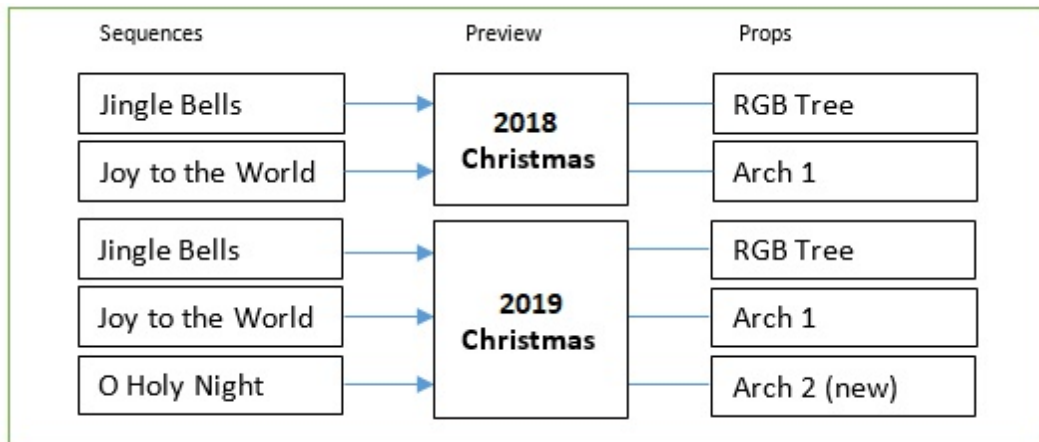 Sequences Preview Props
Jingle Bells
Joy to the World
2018
Christmas
RGB Tree
Arch 1
Jingle Bells
Joy to the World
O Holy Night
2019
Christmas
RGB Tree
Arch 1
Arch 2 (new)